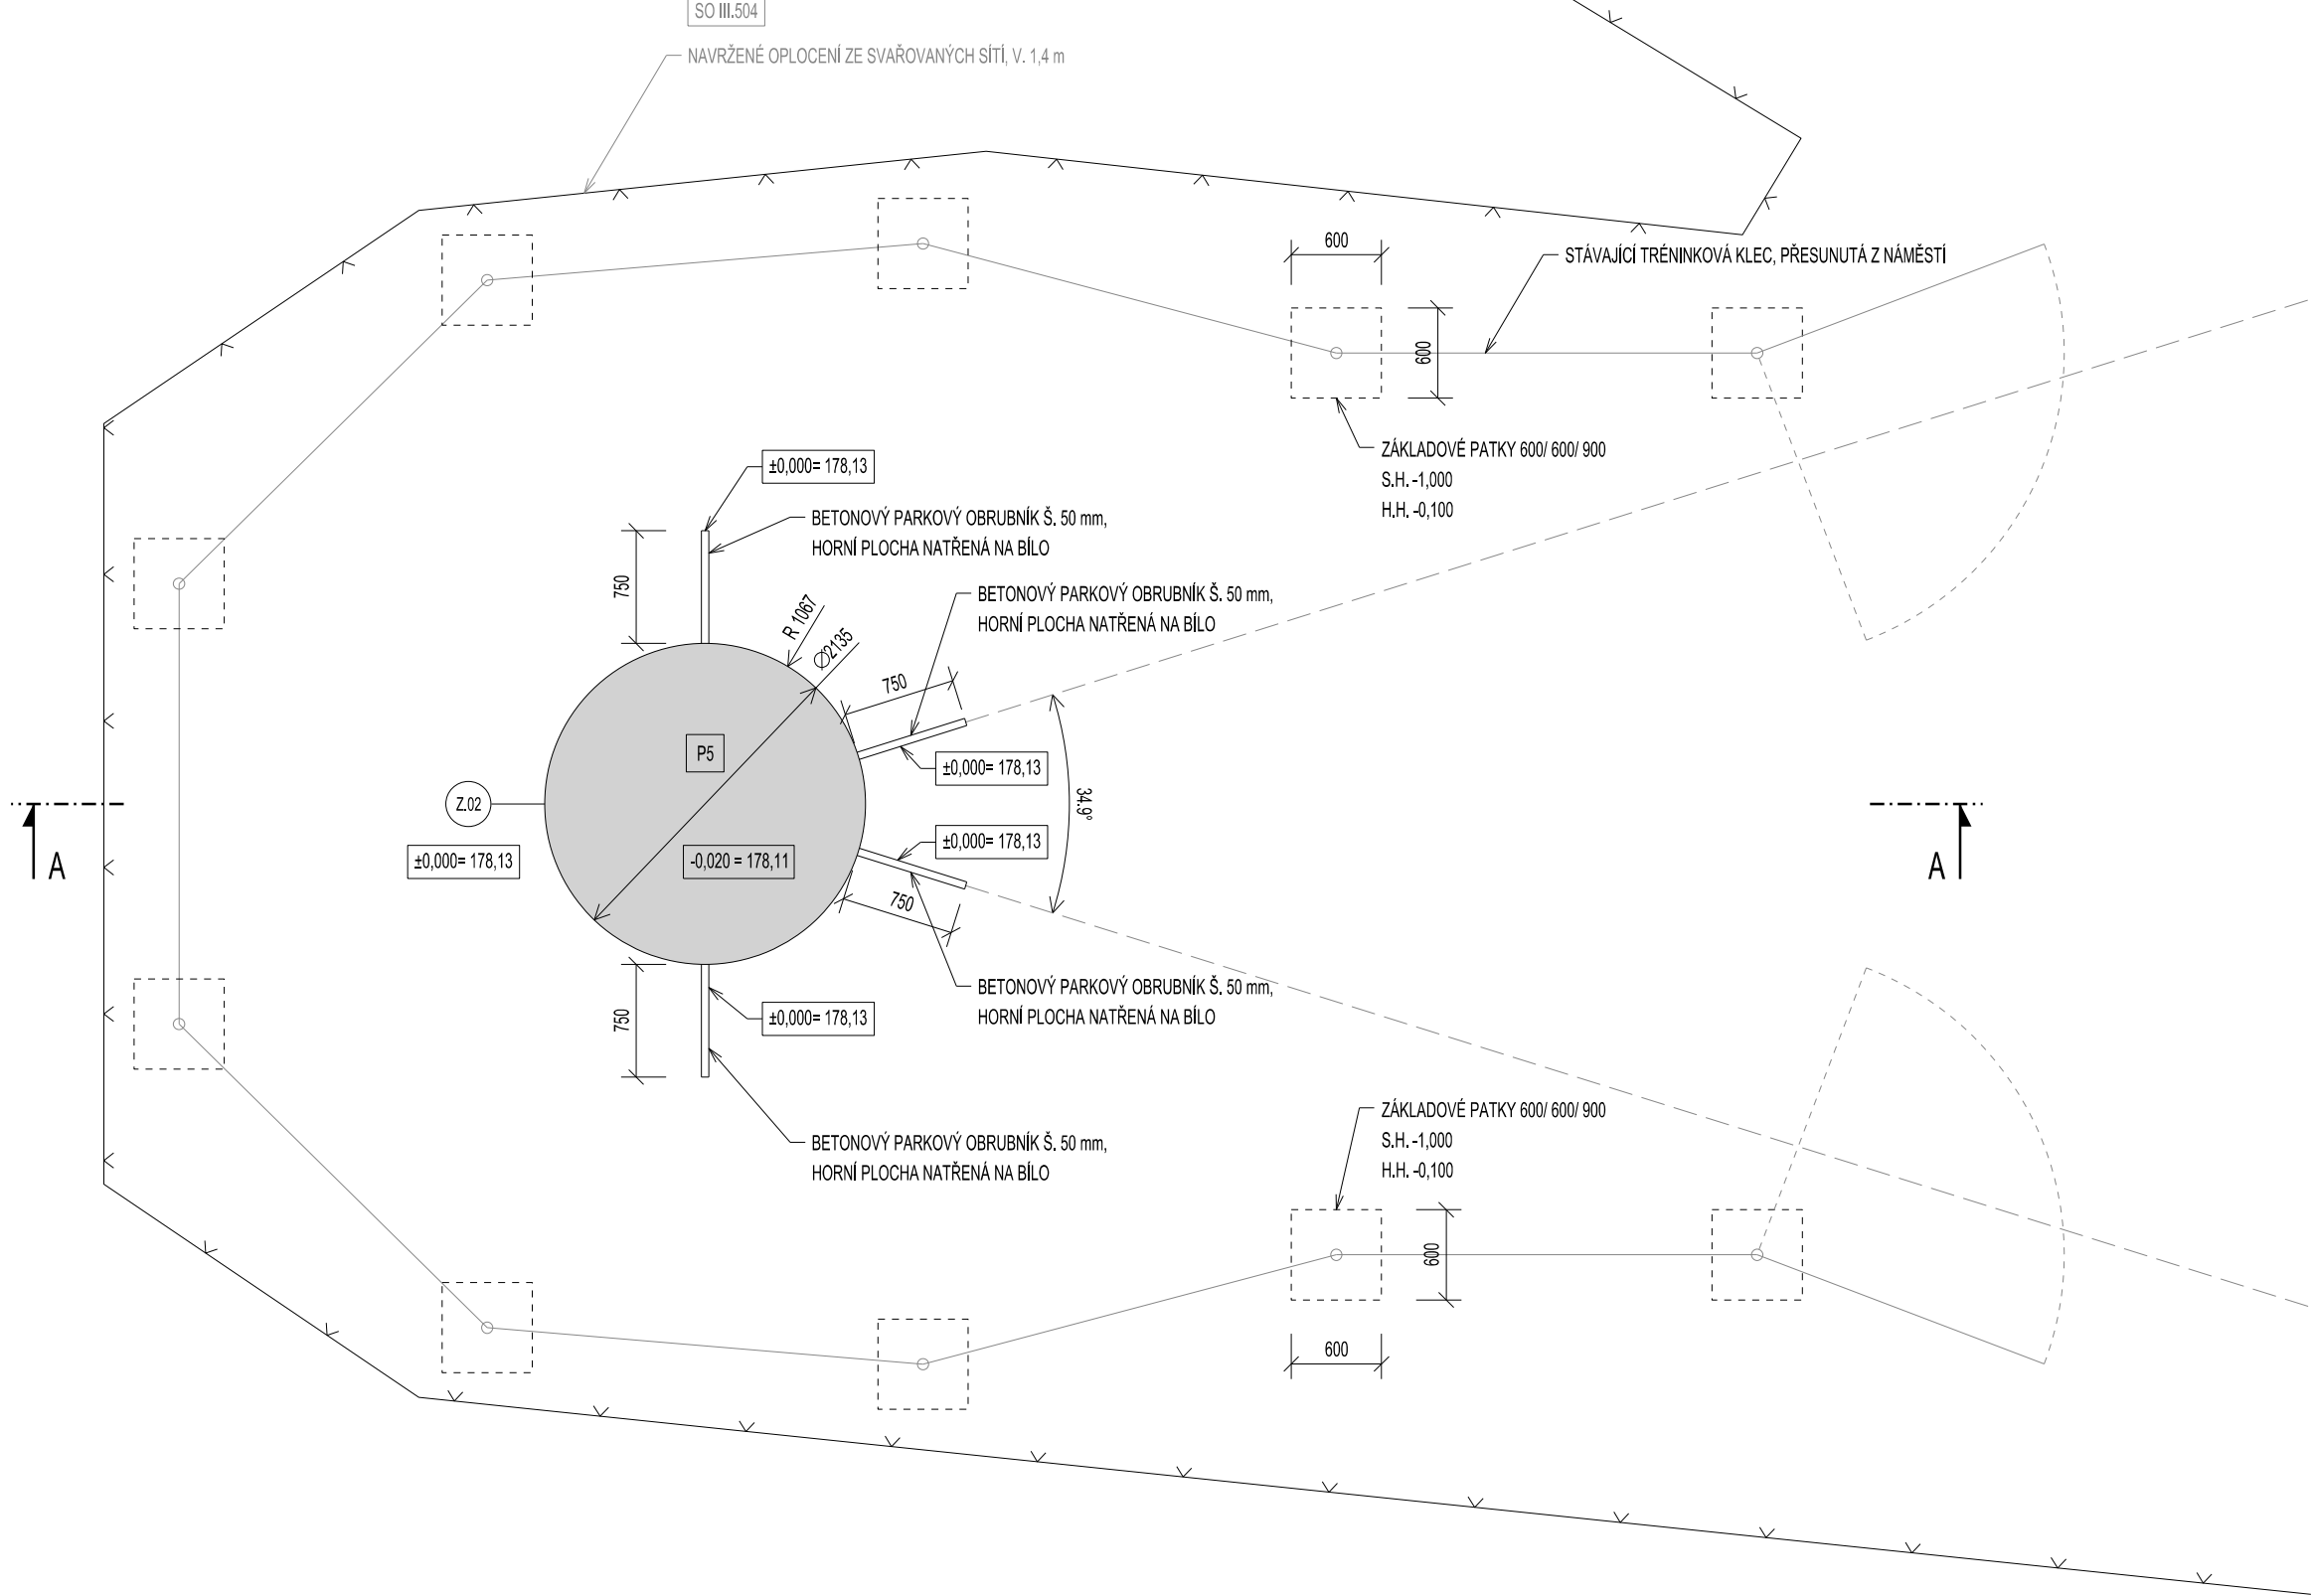 SO III.504
NAVRŽENÉ OPLOCENÍ ZE SVAŘOVANÝCH SÍTÍ, V. 1,4 m
600
STÁVAJÍCÍ TRÉNINKOVÁ KLEC, PŘESUNUTÁ Z NÁMĚSTÍ
600
ZÁKLADOVÉ PATKY 600/ 600/ 900
S.H. -1,000
H.H. -0,100
±0,000= 178,13
BETONOVÝ PARKOVÝ OBRUBNÍK Š. 50 mm,
HORNÍ PLOCHA NATŘENÁ NA BÍLO
750
BETONOVÝ PARKOVÝ OBRUBNÍK Š. 50 mm,
HORNÍ PLOCHA NATŘENÁ NA BÍLO
R 1067
Ø2135
750
P5
±0,000= 178,13
34.9°
Z.02
±0,000= 178,13
±0,000= 178,13
-0,020 = 178,11
A
A
750
BETONOVÝ PARKOVÝ OBRUBNÍK Š. 50 mm,
HORNÍ PLOCHA NATŘENÁ NA BÍLO
750
±0,000= 178,13
BETONOVÝ PARKOVÝ OBRUBNÍK Š. 50 mm,
HORNÍ PLOCHA NATŘENÁ NA BÍLO
ZÁKLADOVÉ PATKY 600/ 600/ 900
S.H. -1,000
H.H. -0,100
600
600